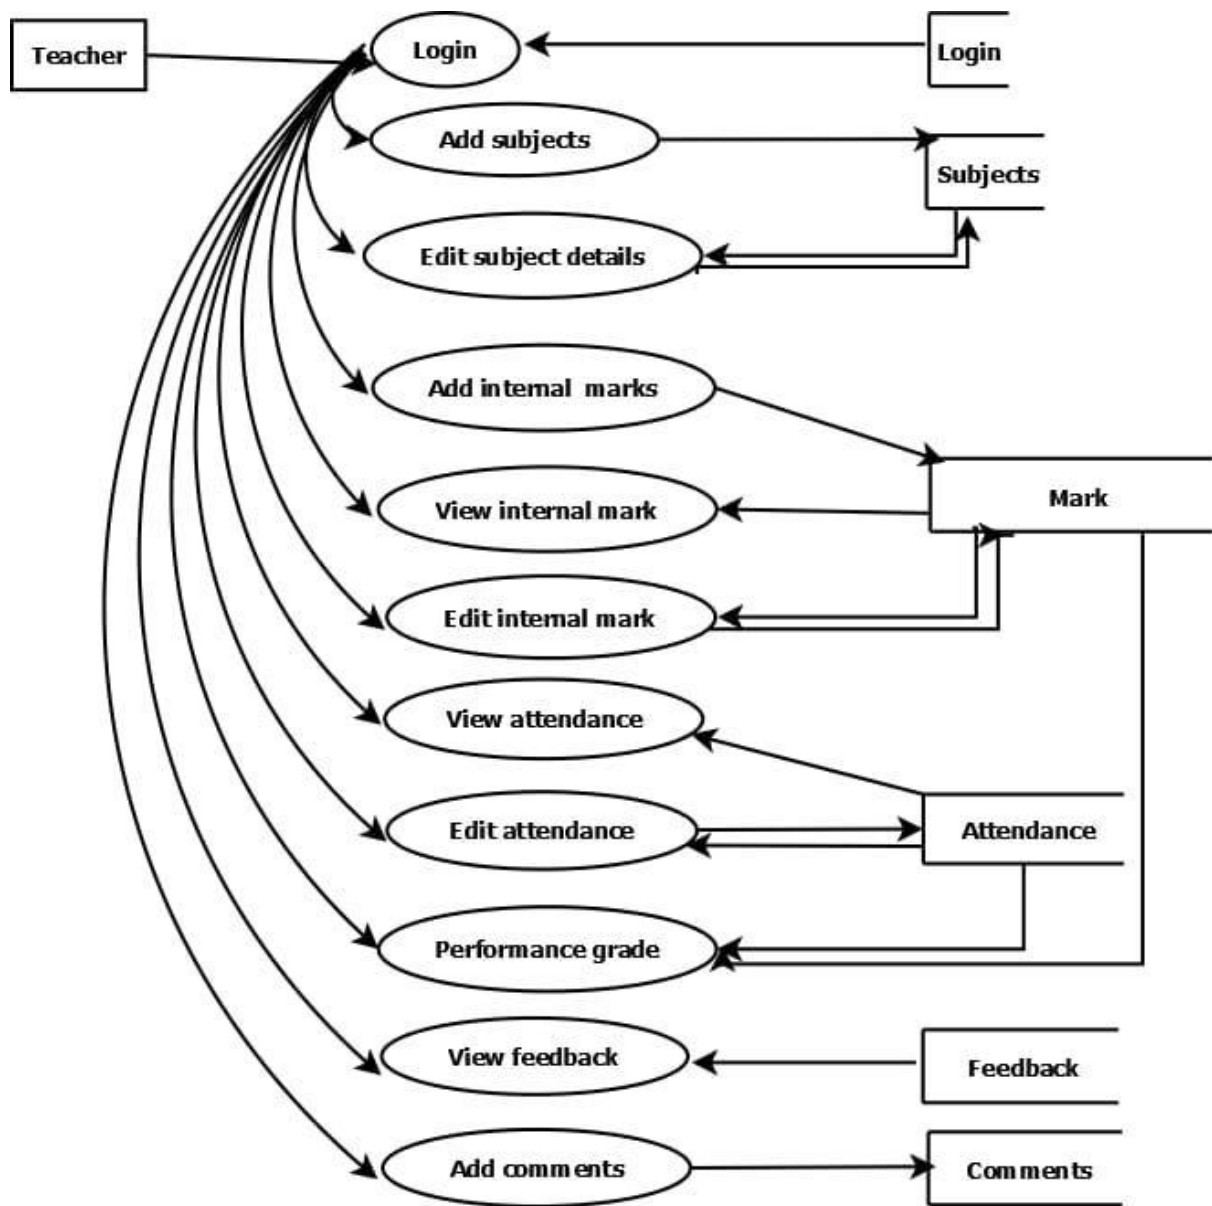 Teacher
Login
Login
Add subjects
Subjects
Edit subject details
Add internal marks
Mark
View internal mark
Edit internal mark
View attendance
Edit attendance
Attendance
Performance grade
View feedback
Feedback
Add comments
Comments